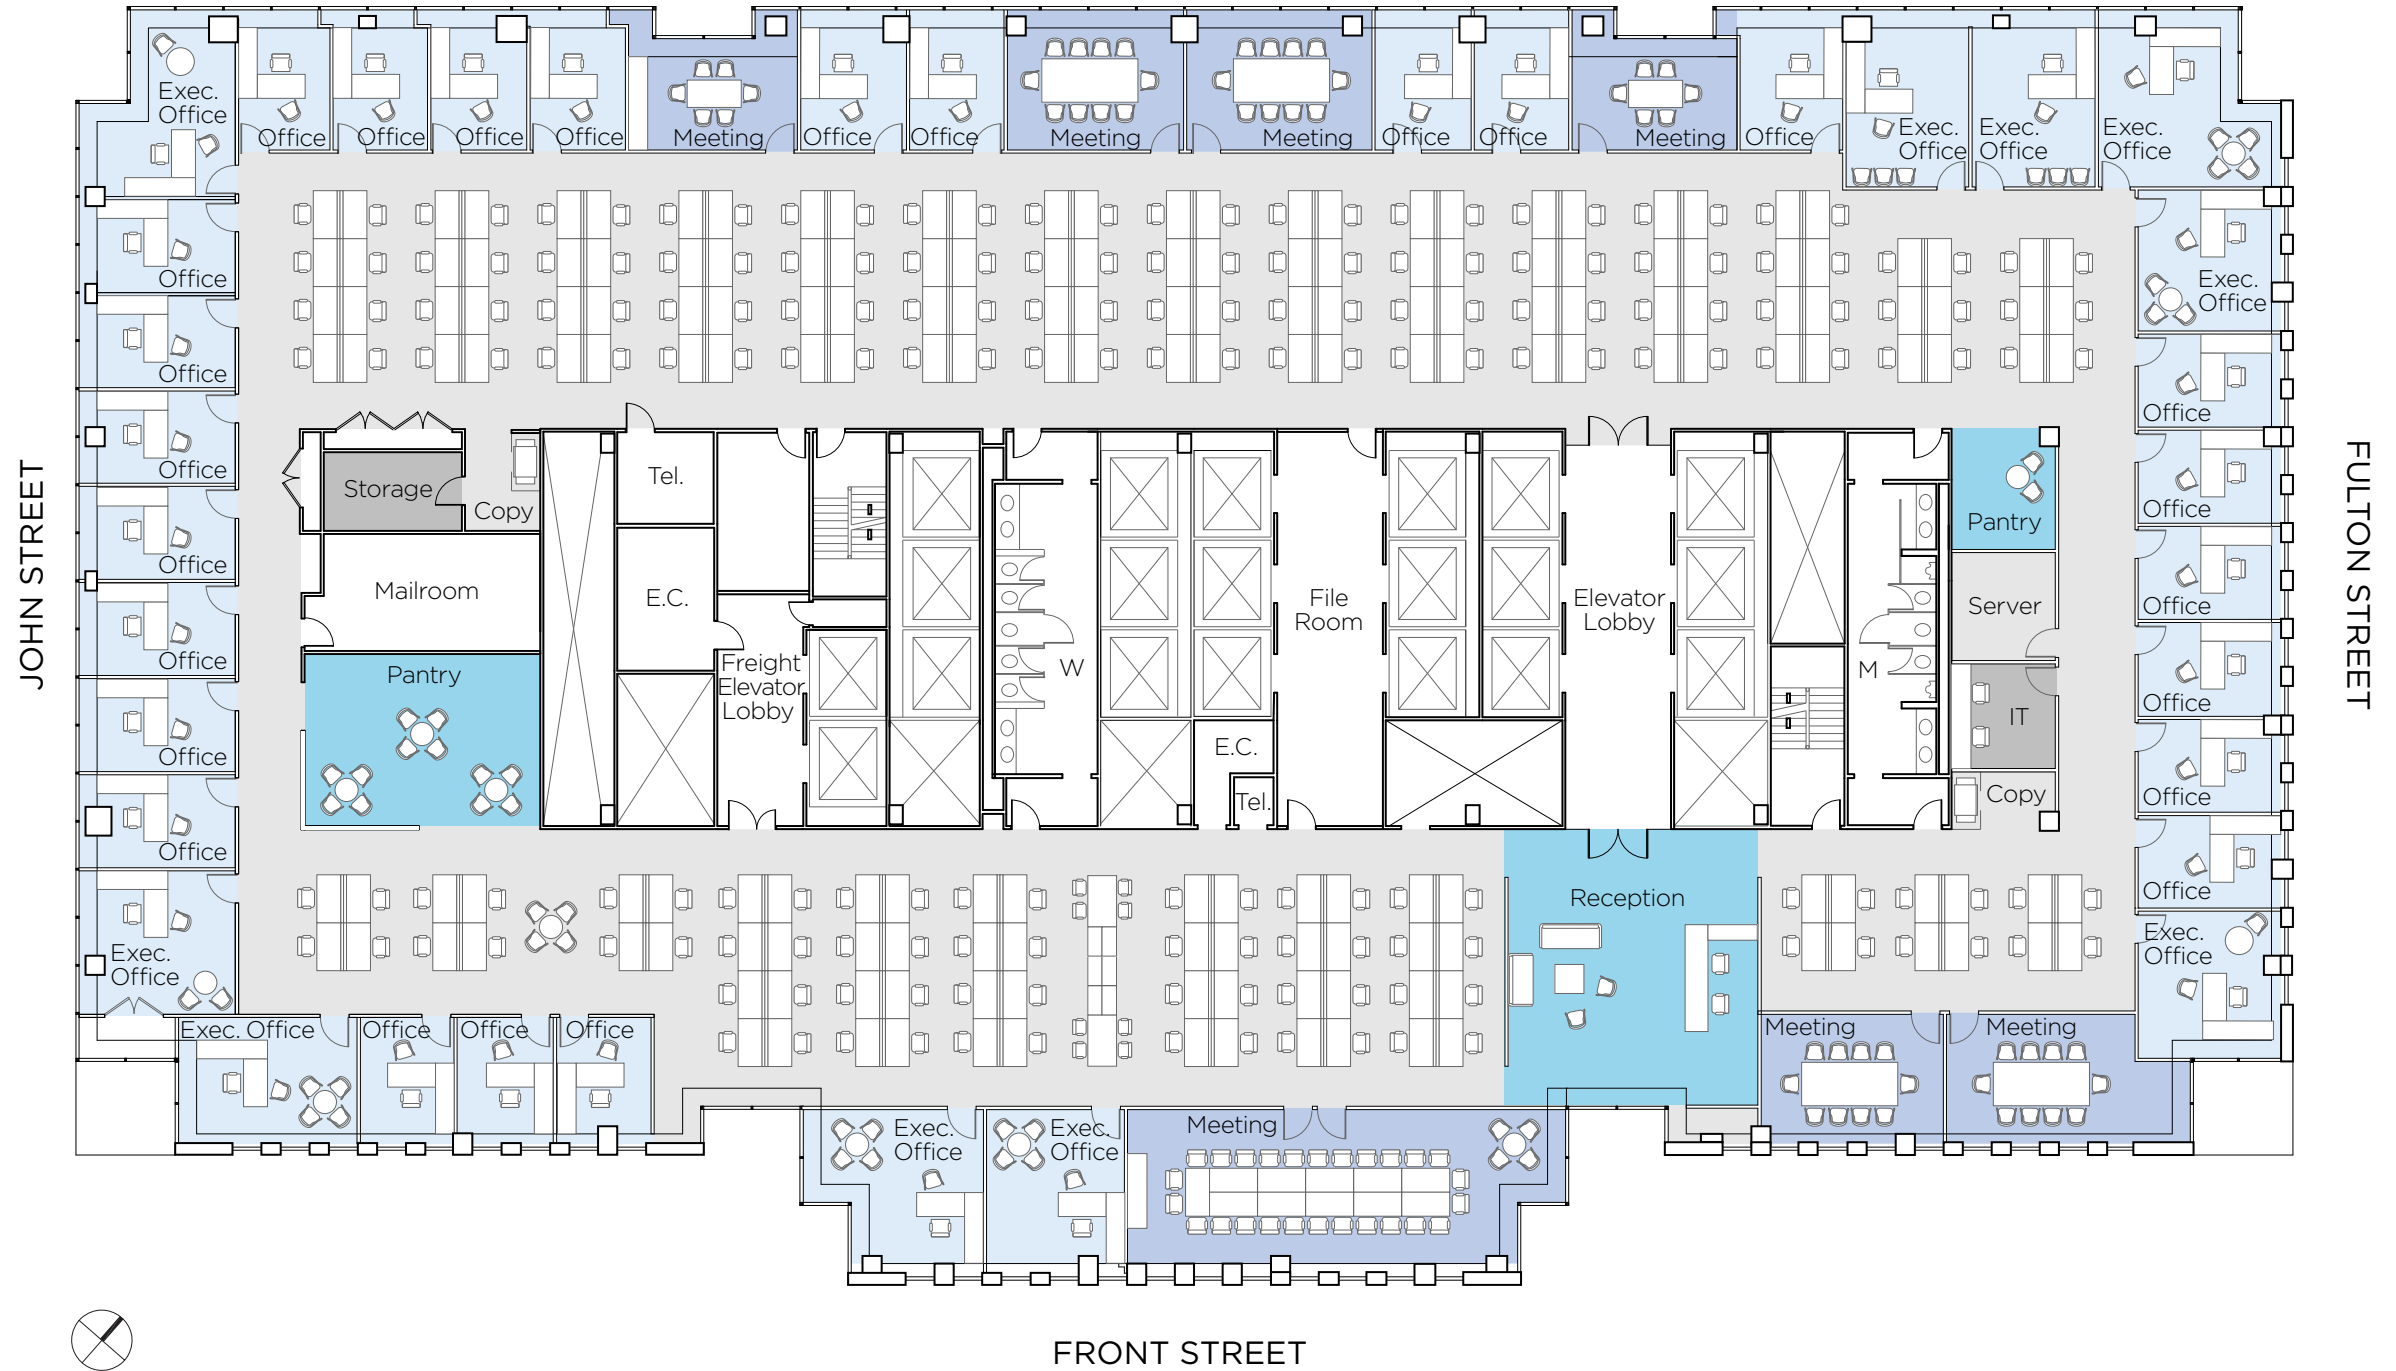 Exec.
Office
Office
Office
Office
Office
Meeting
Office
Office
Meeting
Meeting
Office
Office
Meeting
Office
Exec.
Office
Exec.
Office
Exec.
Office
Office
Office
Office
Office
Office
Office
Office
Exec.
Office
Exec.
Office
Office
Office
Office
Office
Office
Office
Exec.
Office
JOHN STREET
FULTON STREET
Storage
Copy
Mailroom
Pantry
Tel.
E.C.
Freight
Elevator
Lobby
W
E.C.
Tel.
File
Room
Elevator
Lobby
M
Pantry
Server
IT
Copy
Reception
Exec. Office
Office
Office
Office
Exec.
Office
Exec.
Office
Meeting
Meeting
Meeting
FRONT STREET